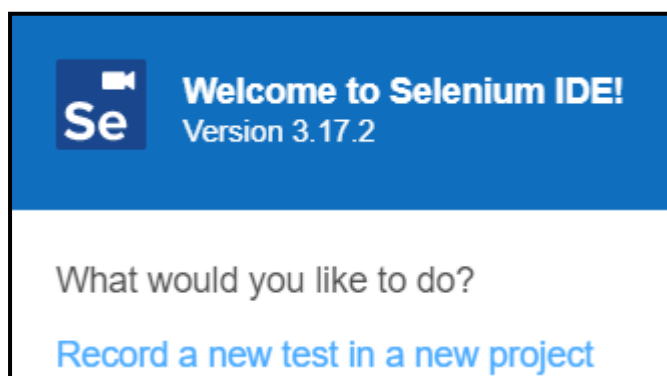 Se
Welcome to Selenium IDE!
Version 3.17.2
What would you like to do?
Record a new test in a new project